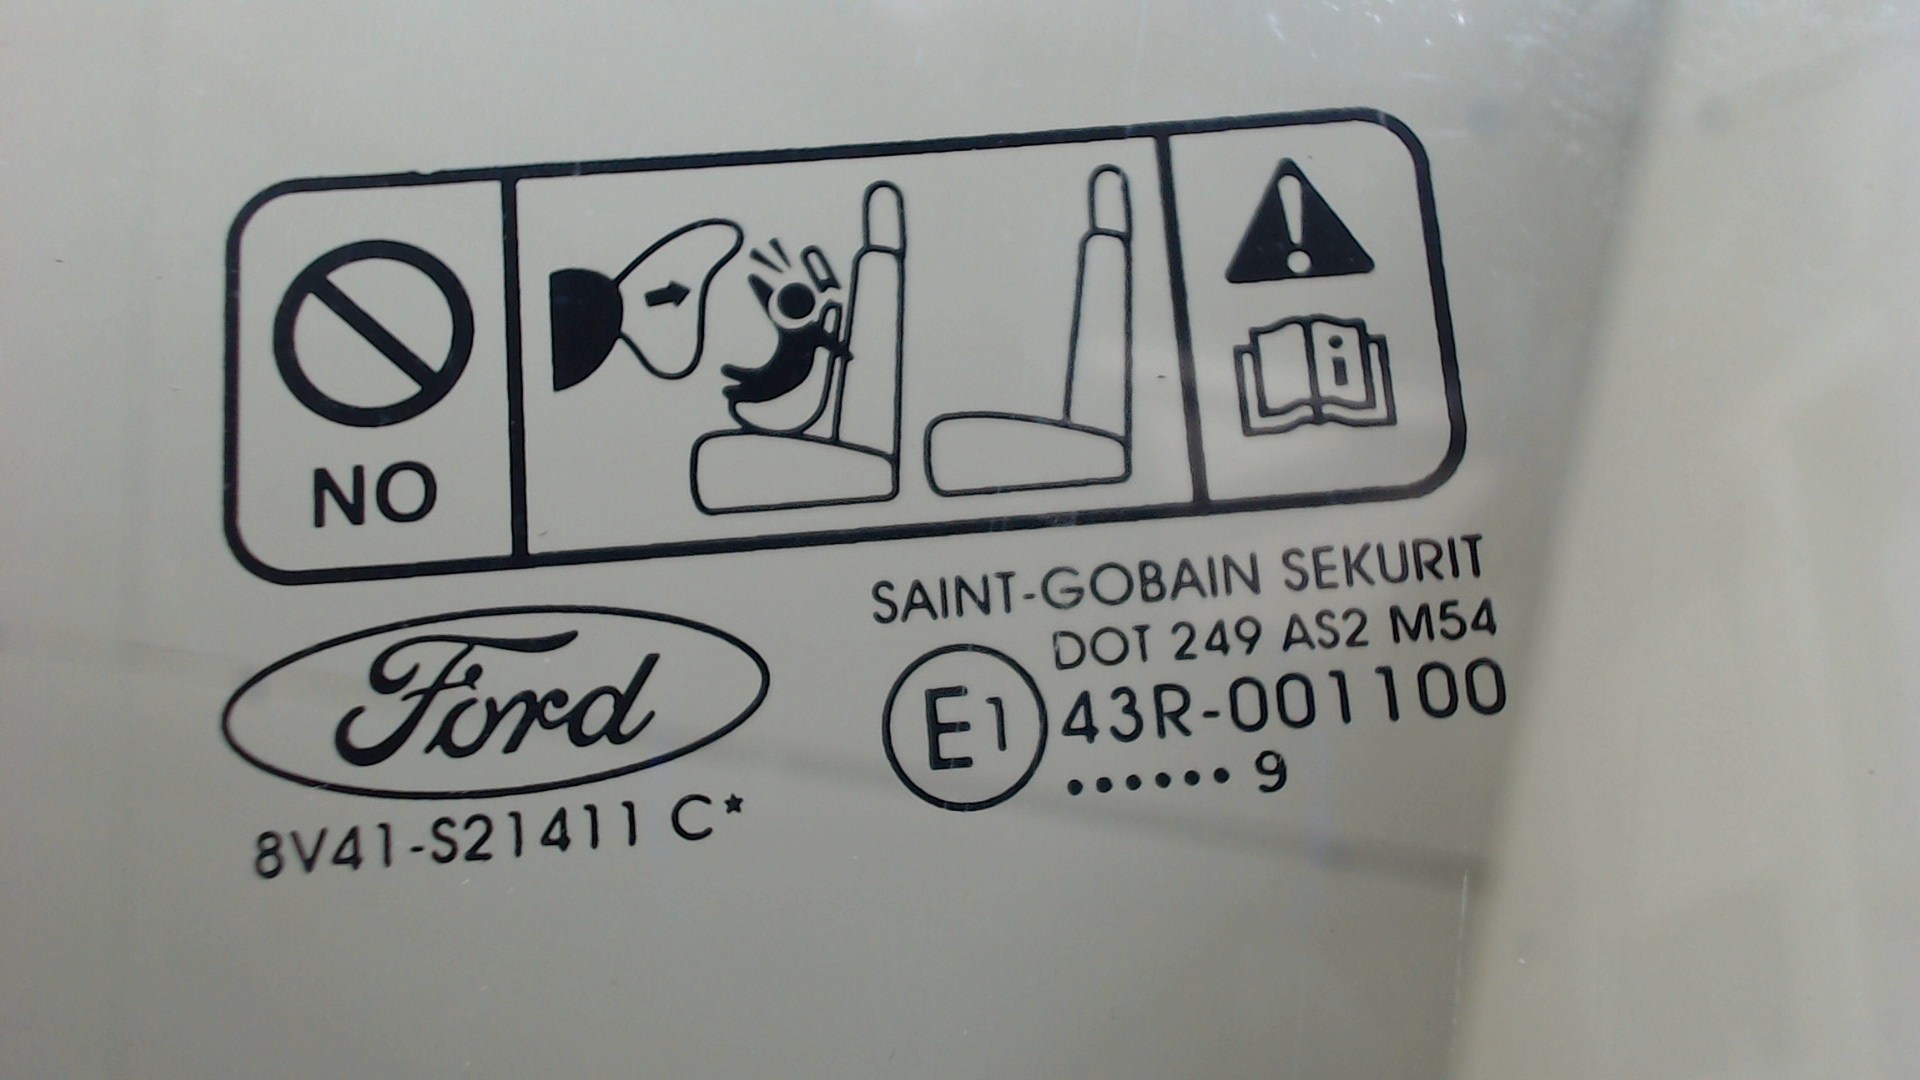 NO
Ford
8V41-S21411 C*
SAINT-GOBAIN SEKURIT
DOT 249 AS2 M54
E1 43R-001100
...... 9